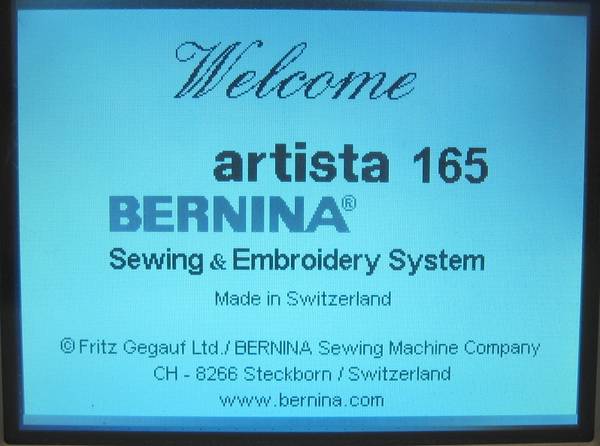 Welcome
artista 165
BERNINA®
Sewing & Embroidery System
Made in Switzerland
© Fritz Gegauf Ltd./ BERNINA Sewing Machine Company
CH - 8266 Steckborn / Switzerland
www.bernina.com